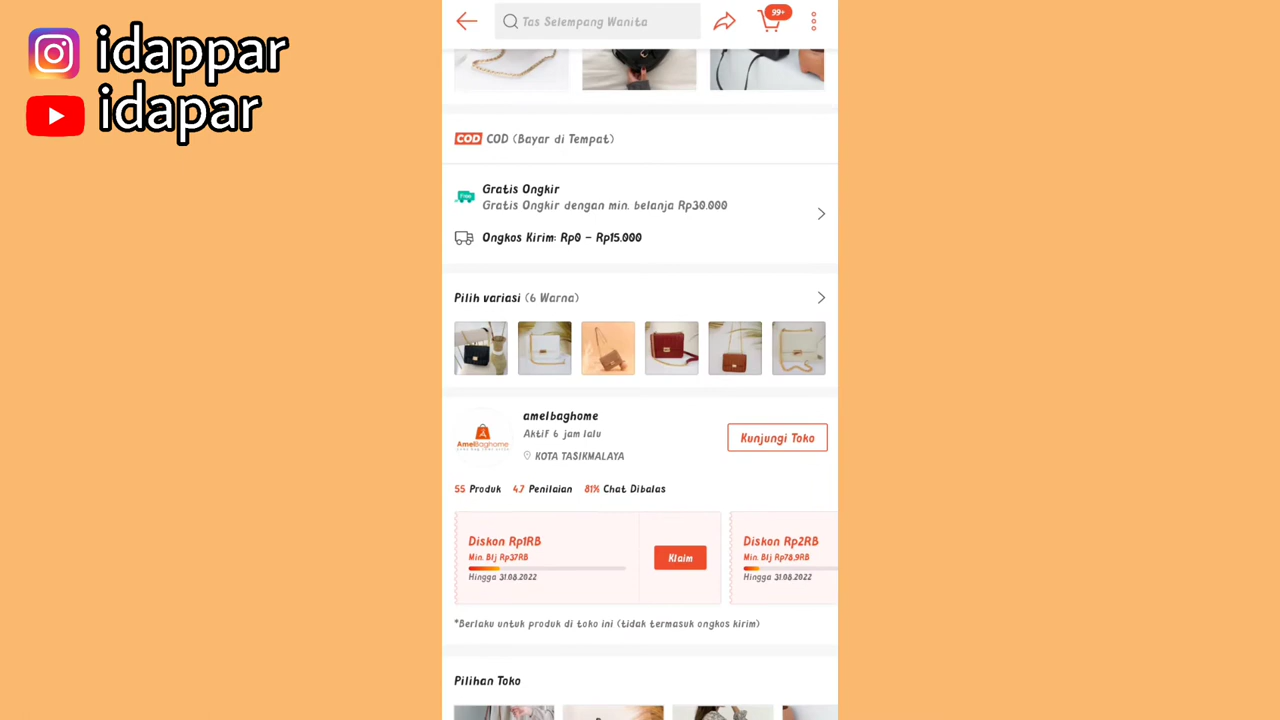 idappar
idapar
Tas Selempang Wanita
99+
COD COD (Bayar di Tempat)
Gratis Ongkir
Gratis Ongkir dengan min. belanja Rp30.000
Ongkos Kirim: Rp0 - Rp15.000
Pilih variasi (6 Warna)
amelbaghome
Aktif 6 jam lalu
KOTA TASIKMALAYA
Kunjungi Toko
AmelBaghome
55 Produk 4.7 Penilaian 81% Chat Dibalas
Diskon Rp1RB
Min. Blj Rp37RB
Hingga 31.08.2022
Klaim
Diskon Rp2RB
Min. Blj Rp78,9RB
Hingga 31.08.2022
*Berlaku untuk produk di toko ini (tidak termasuk ongkos kirim)
Pilihan Toko